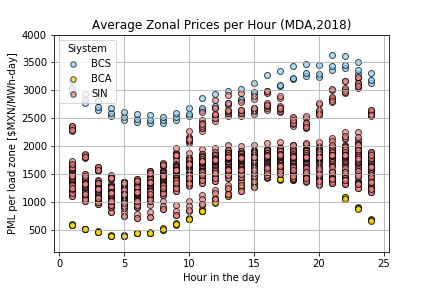 Average Zonal Prices per Hour (MDA,2018)
PML per load zone [$MXN/MWh-day]
4000
3500
3000
2500
2000
1500
1000
500
Siystem
BCS
BCA
SIN
0 5 10 15 20 25
Hour in the day